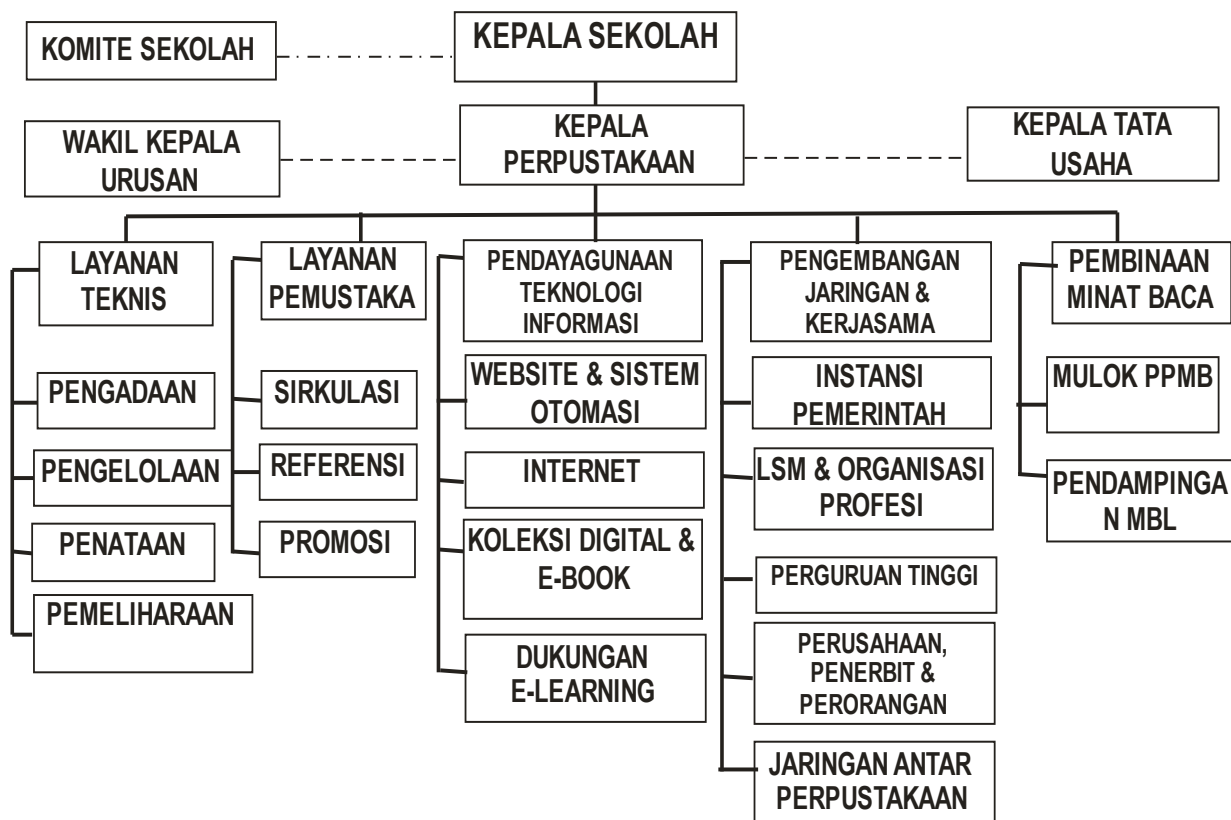 KOMITE SEKOLAH
KEPALA SEKOLAH
WAKIL KEPALA
URUSAN
KEPALA
PERPUSTAKAAN
KEPALA TATA
USAHA
LAYANAN
TEKNIS
PENGADAAN
PENGELOLAAN
PENATAAN
PEMELIHARAAN
LAYANAN
PEMUSTAKA
SIRKULASI
REFERENSI
PROMOSI
PENDAYAGUNAAN
TEKNOLOGI
INFORMASI
WEBSITE & SISTEM
OTOMASI
INTERNET
KOLEKSI DIGITAL &
E-BOOK
DUKUNGAN
E-LEARNING
PENGEMBANGAN
JARINGAN &
KERJASAMA
INSTANSI
PEMERINTAH
LSM & ORGANISASI
PROFESI
PERGURUAN TINGGI
PERUSAHAAN,
PENERBIT &
PERORANGAN
JARINGAN ANTAR
PERPUSTAKAAN
PEMBINAAN
MINAT BACA
MULOK PPMB
PENDAMPINGA
N MBL